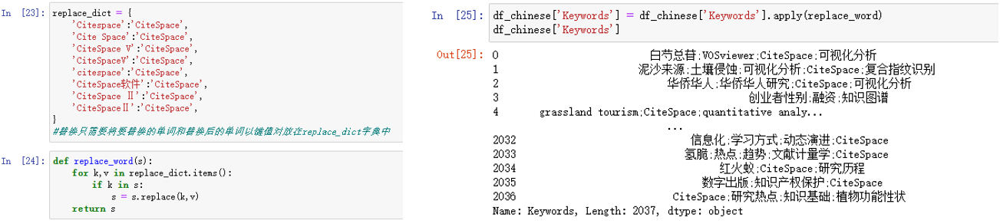 In [23]:
replace_dict = {
'Citespace':'CiteSpace',
'Cite Space':'CiteSpace',
'CiteSpace V':'CiteSpace',
'CiteSpaceV':'CiteSpace',
'citespace':'CiteSpace',
'CiteSpace软件':'CiteSpace',
'CiteSpace Ⅱ':'CiteSpace',
'CiteSpaceⅡ':'CiteSpace',
}
#替换只需要将要替换的单词和替换后的单词以键值对放在replace_dict字典中
In [24]:
def replace_word(s):
for k,v in replace_dict.items():
if k in s:
s = s.replace(k,v)
return s
In [25]:
df_chinese['Keywords'] = df_chinese['Keywords'].apply(replace_word)
df_chinese['Keywords']
Out[25]:
0 白芍总苷;VOSviewer;CiteSpace;可视化分析
1 泥沙来源;土壤侵蚀;可视化分析;CiteSpace;复合指纹识别
2 华侨华人;华侨华人研究;CiteSpace;可视化分析
3 创业者性别;融资;知识图谱
4 grassland tourism;CiteSpace;quantitative analy...
...
2032 信息化;学习方式;动态演进;CiteSpace
2033 氢脆;热点;趋势;文献计量学;CiteSpace
2034 红火蚁;CiteSpace;研究历程
2035 数字出版;知识产权保护;CiteSpace
2036 CiteSpace;研究热点;知识基础;植物功能性状
Name: Keywords, Length: 2037, dtype: object